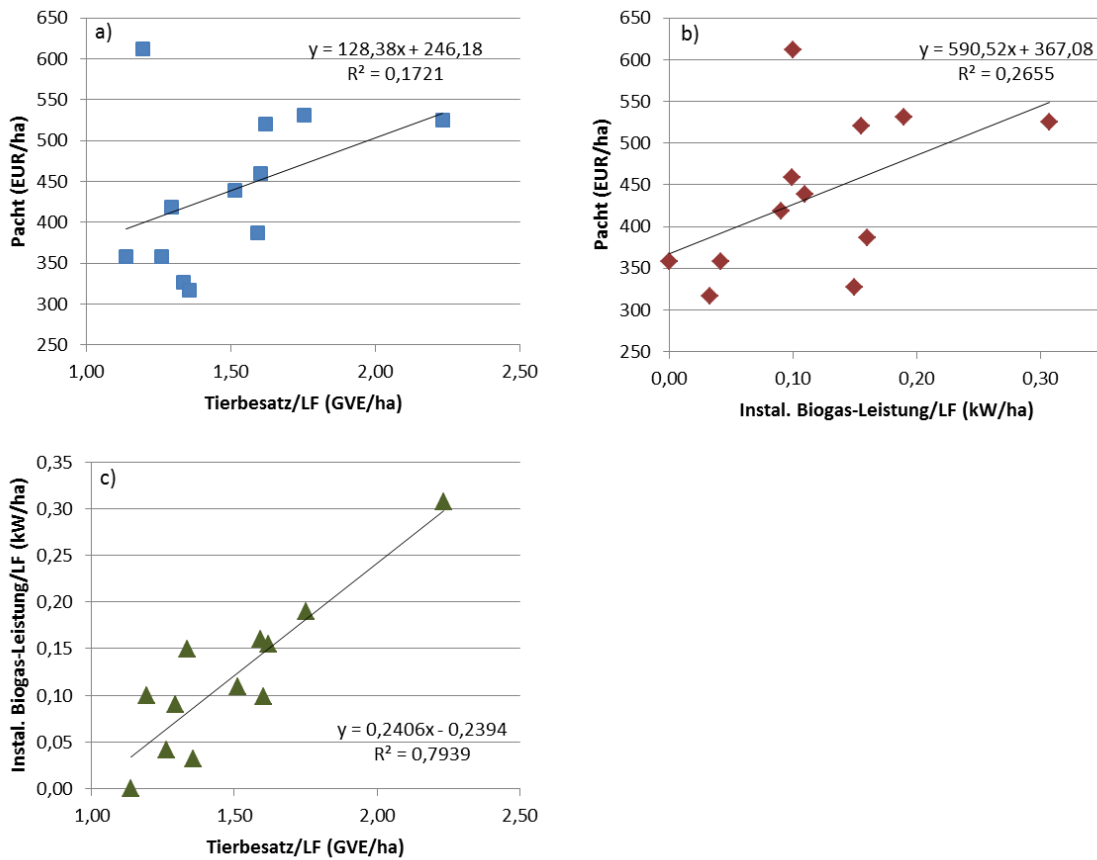 a)
y = 128,38x + 246,18
R² = 0,1721
Pacht (EUR/ha)
650
600
550
500
450
400
350
300
250
1,00 1,50 2,00 2,50
Tierbesatz/LF (GVE/ha)
b)
y = 590,52x + 367,08
R² = 0,2655
Pacht (EUR/ha)
650
600
550
500
450
400
350
300
250
0,00 0,10 0,20 0,30
Instal. Biogas-Leistung/LF (kW/ha)
c)
Instal. Biogas-Leistung/LF (kW/ha)
0,35
0,30
0,25
0,20
0,15
0,10
0,05
0,00
y = 0,2406x - 0,2394
R² = 0,7939
1,00 1,50 2,00 2,50
Tierbesatz/LF (GVE/ha)